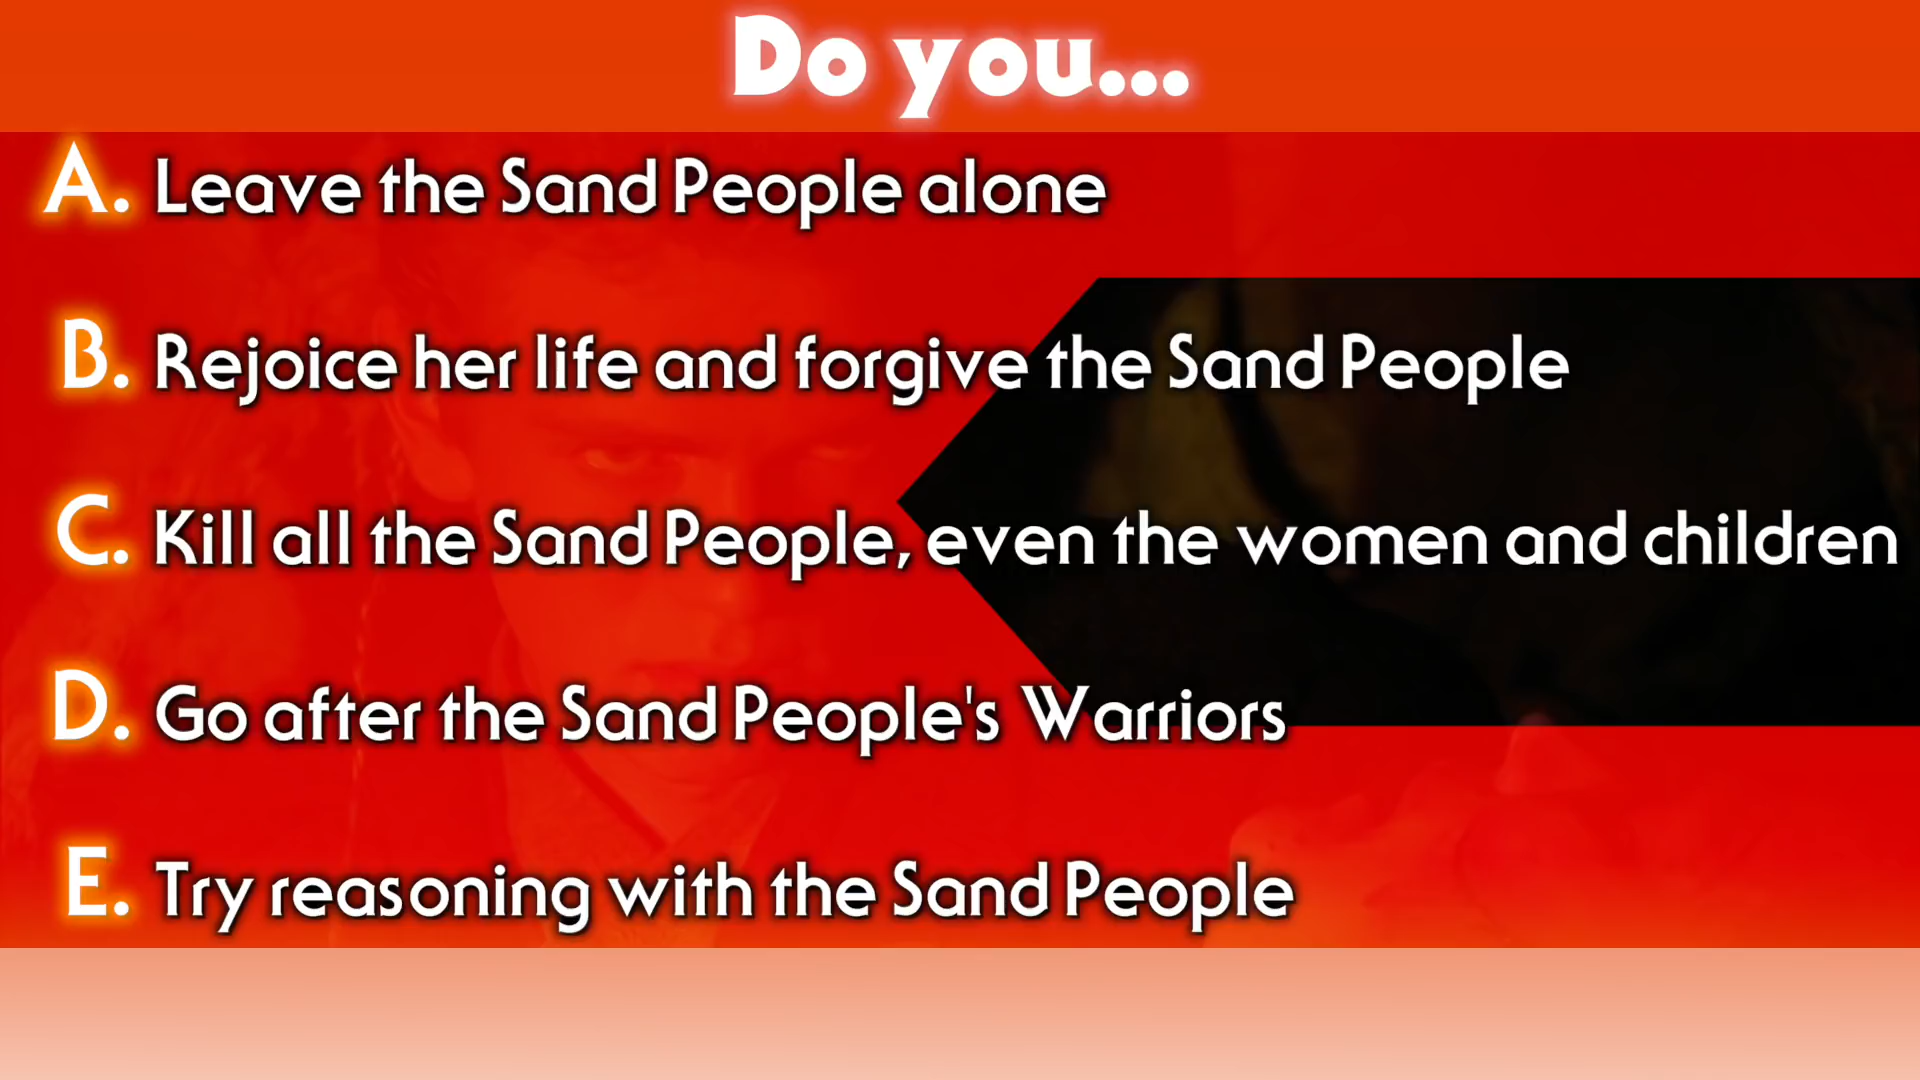 Do you...
A. Leave the Sand People alone
B. Rejoice her life and forgive the Sand People
C. Kill all the Sand People, even the women and children
D. Go after the Sand People's Warriors
E. Try reasoning with the Sand People